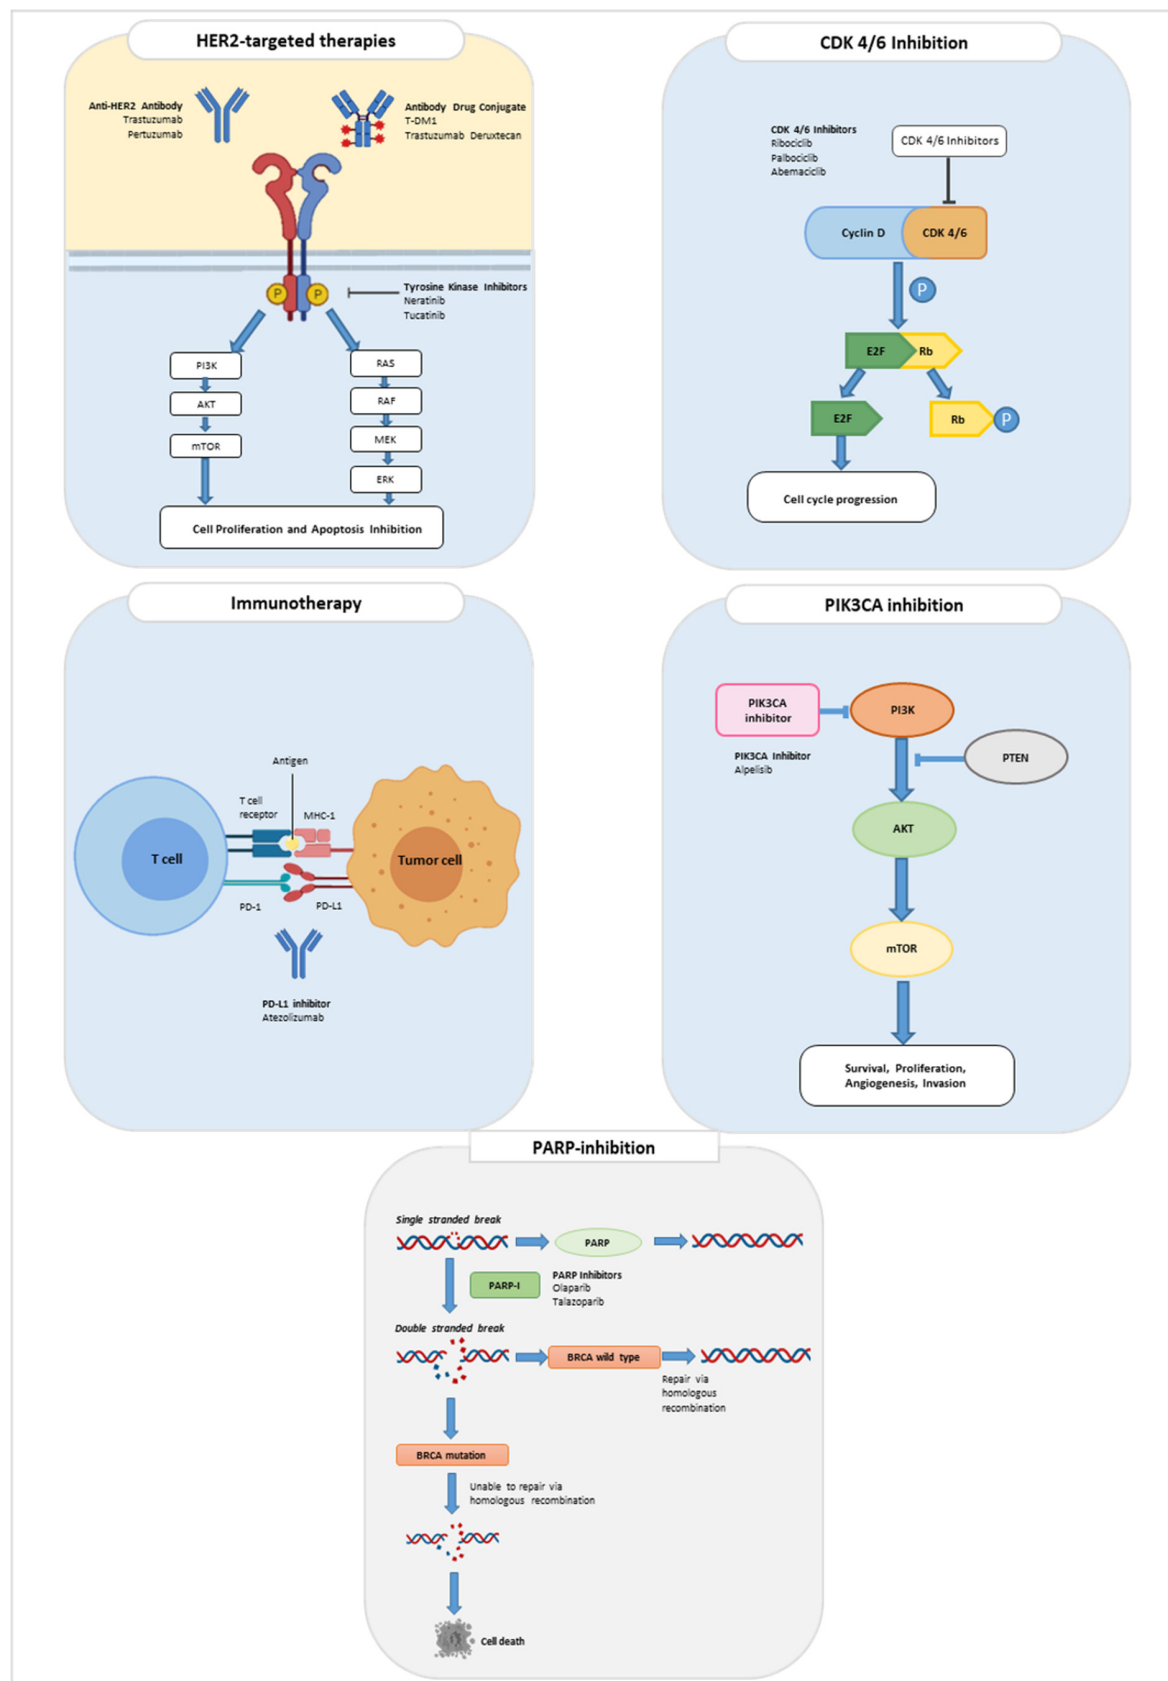 HER2-targeted therapies
Anti-HER2 Antibody
Trastuzumab
Pertuzumab
Antibody Drug Conjugate
T-DM1
Trastuzumab Deruxtecan
P
P
Tyrosine Kinase Inhibitors
Neratinib
Tucatinib
PI3K
AKT
mTOR
RAS
RAF
MEK
ERK
Cell Proliferation and Apoptosis Inhibition
CDK 4/6 Inhibition
CDK 4/6 Inhibitors
Ribociclib
Palbociclib
Abemaciclib
CDK 4/6 Inhibitors
Cyclin D
CDK 4/6
P
E2F
Rb
E2F
Rb
P
Cell cycle progression
Immunotherapy
Antigen
T cell
receptor
MHC-1
T cell
Tumor cell
PD-1
PD-L1
PD-L1 inhibitor
Atezolizumab
PIK3CA inhibition
PIK3CA
inhibitor
PI3K
PIK3CA Inhibitor
Alpelisib
PTEN
AKT
mTOR
Survival, Proliferation,
Angiogenesis, Invasion
PARP-inhibition
Single stranded break
PARP
PARP-I
PARP Inhibitors
Olaparib
Talazoparib
Double stranded break
BRCA wild type
Repair via
homologous
recombination
BRCA mutation
Unable to repair via
homologous recombination
Cell death